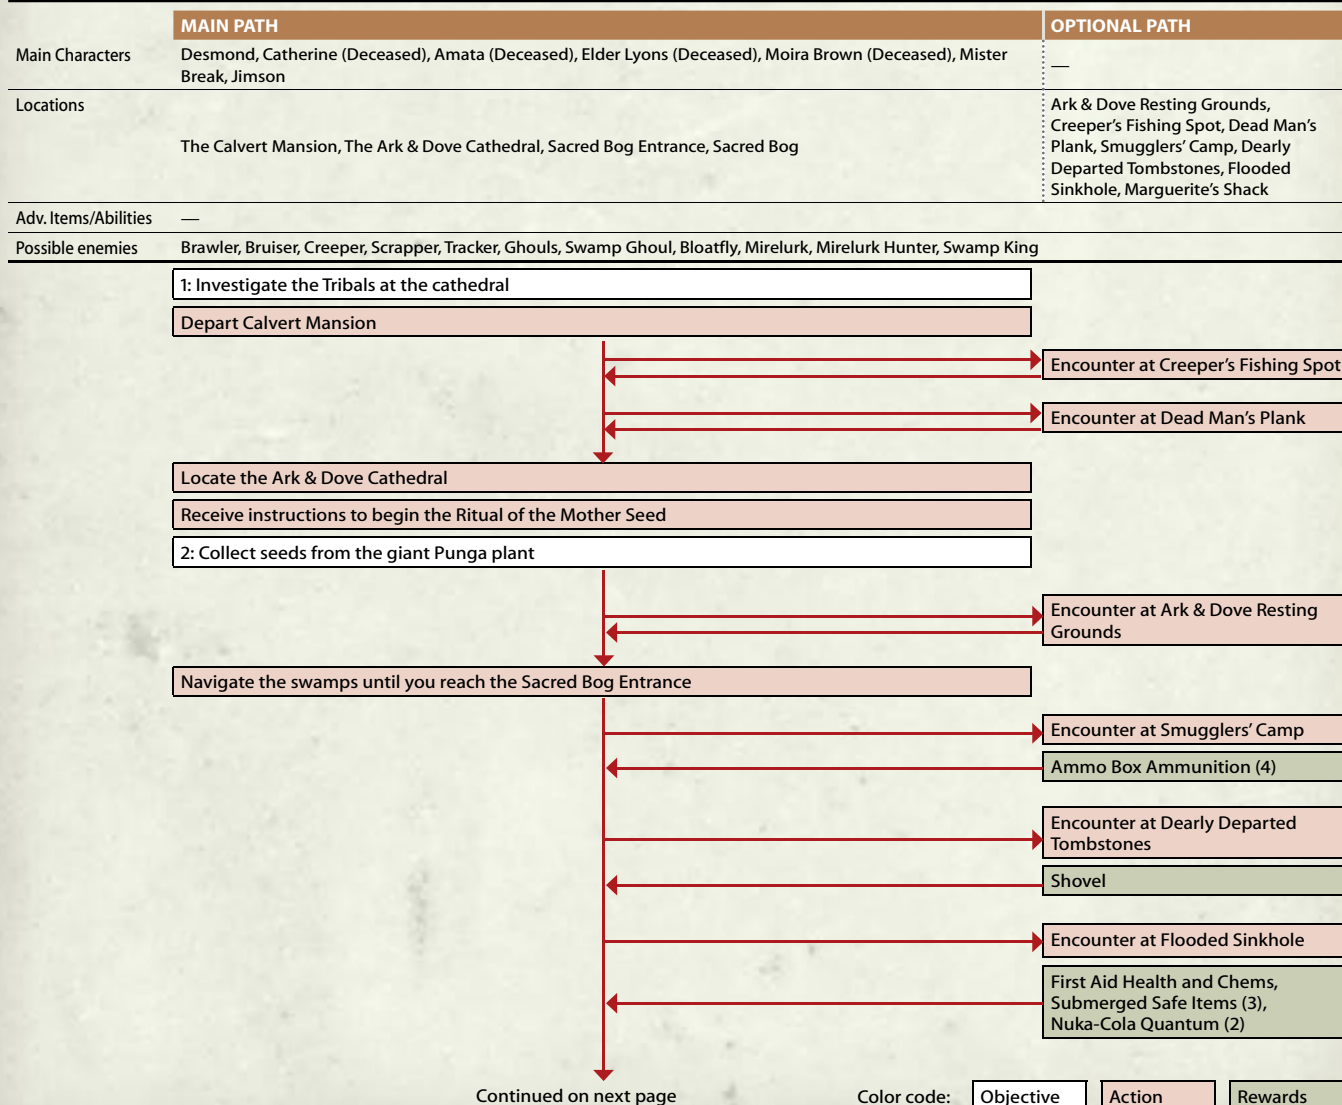 MAIN PATH
OPTIONAL PATH
Main Characters
Desmond, Catherine (Deceased), Amata (Deceased), Elder Lyons (Deceased), Moira Brown (Deceased), Mister
Break, Jimson
—
Locations
The Calvert Mansion, The Ark & Dove Cathedral, Sacred Bog Entrance, Sacred Bog
Ark & Dove Resting Grounds,
Creeper's Fishing Spot, Dead Man's
Plank, Smugglers' Camp, Dearly
Departed Tombstones, Flooded
Sinkhole, Marguerite's Shack
Adv. Items/Abilities
—
Possible enemies
Brawler, Bruiser, Creeper, Scrapper, Tracker, Ghouls, Swamp Ghoul, Bloatfly, Mirelurk, Mirelurk Hunter, Swamp King
1: Investigate the Tribals at the cathedral
Depart Calvert Mansion
Encounter at Creeper's Fishing Spot
Encounter at Dead Man's Plank
Locate the Ark & Dove Cathedral
Receive instructions to begin the Ritual of the Mother Seed
2: Collect seeds from the giant Punga plant
Encounter at Ark & Dove Resting
Grounds
Navigate the swamps until you reach the Sacred Bog Entrance
Encounter at Smugglers' Camp
Ammo Box Ammunition (4)
Encounter at Dearly Departed
Tombstones
Shovel
Encounter at Flooded Sinkhole
First Aid Health and Chems,
Submerged Safe Items (3),
Nuka-Cola Quantum (2)
Continued on next page
Color code:
Objective
Action
Rewards